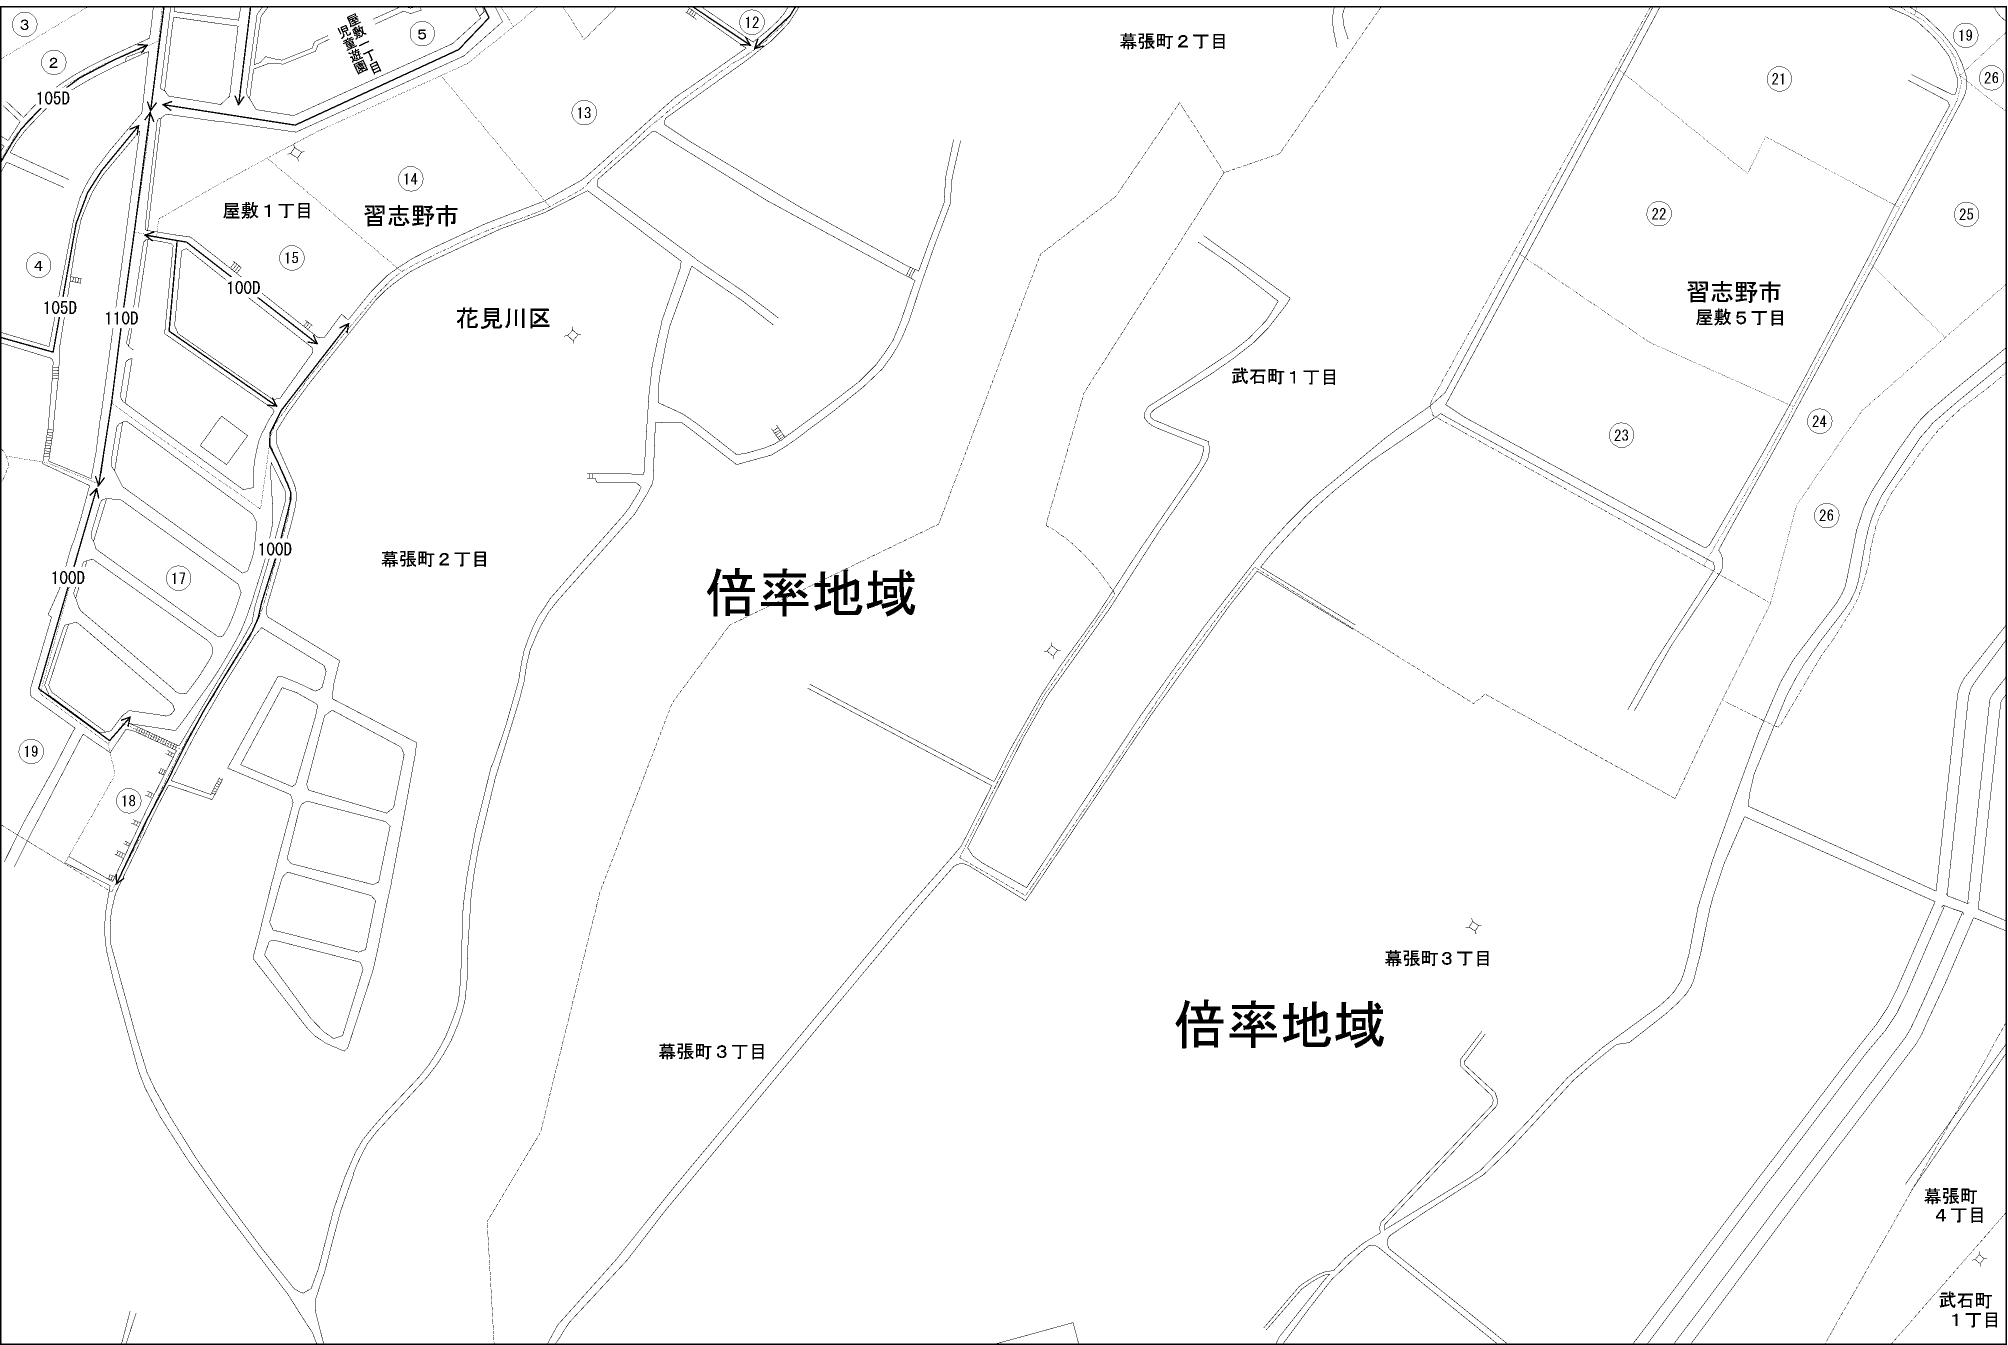 3
2
5
屋敷一丁目
児童遊園
12
幕張町２丁目
19
26
21
105D
13
14
屋敷１丁目
習志野市
22
25
4
15
100D
105D
110D
花見川区
習志野市
屋敷５丁目
武石町１丁目
24
23
26
100D
幕張町２丁目
100D
17
倍率地域
19
18
幕張町３丁目
倍率地域
幕張町３丁目
幕張町
４丁目
武石町
１丁目